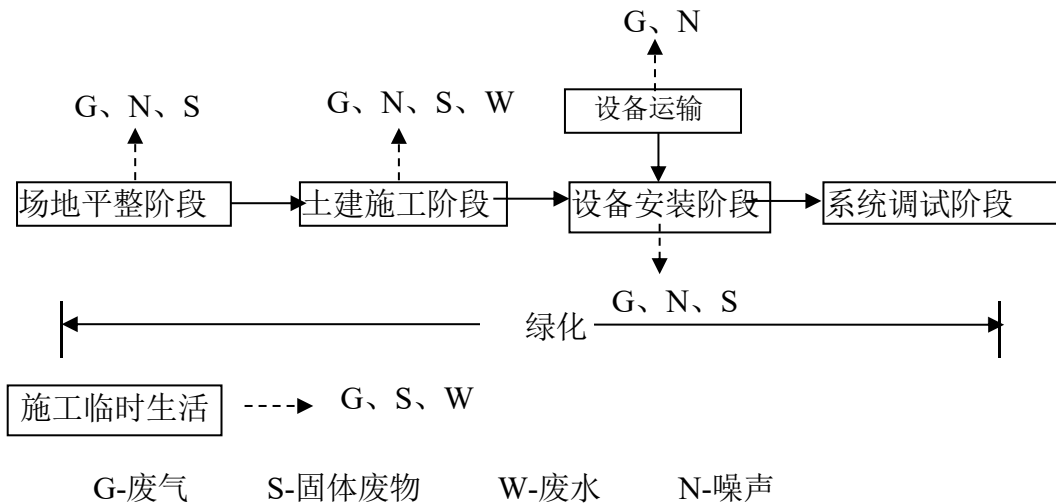 G、N
设备运输
G、N、S
G、N、S、W
场地平整阶段
土建施工阶段
设备安装阶段
系统调试阶段
G、N、S
绿化
施工临时生活
G、S、W
G-废气 S-固体废物 W-废水 N-噪声